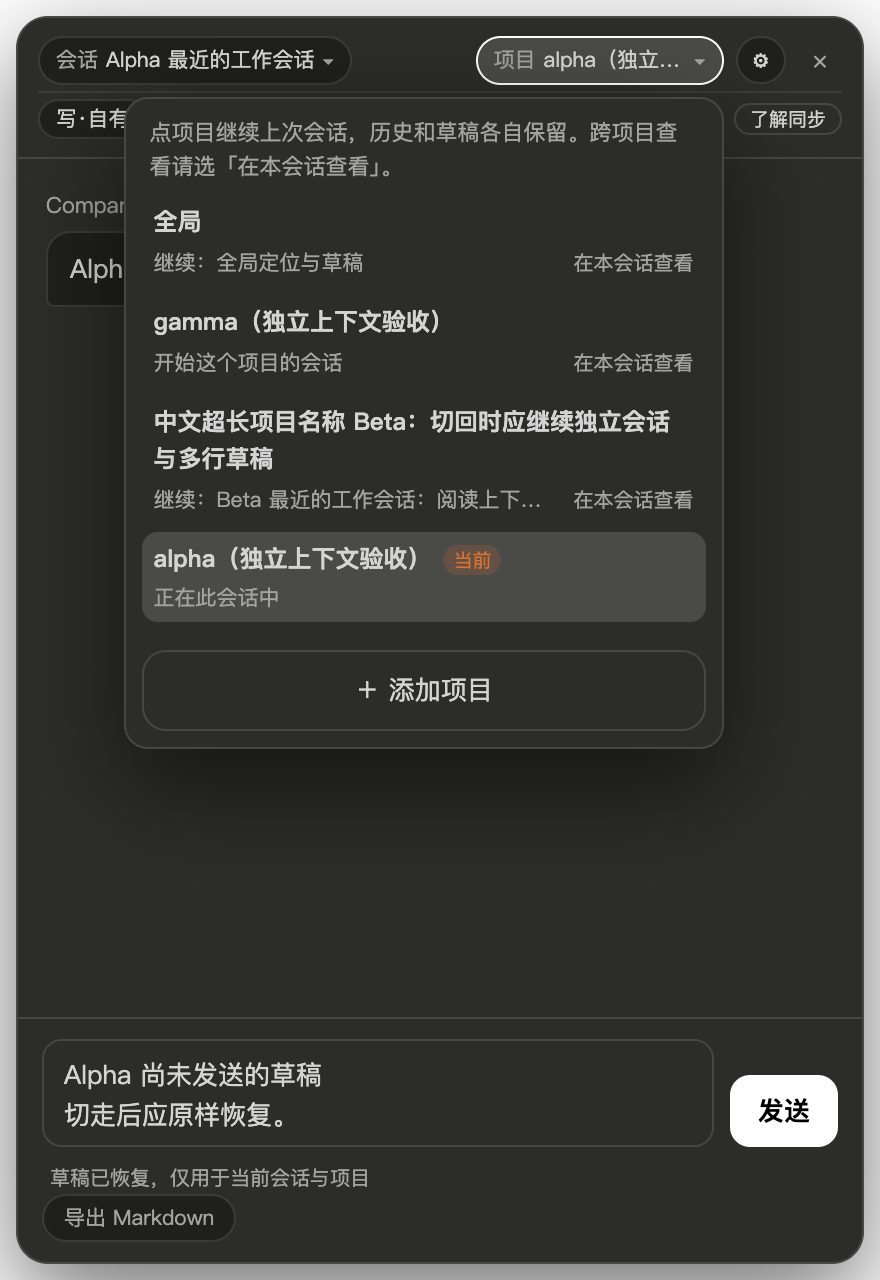 会话 Alpha 最近的工作会话
项目 alpha（独立…
写·自有
了解同步
点项目继续上次会话，历史和草稿各自保留。跨项目查
看请选「在本会话查看」。
Compar
Alph
全局
继续：全局定位与草稿
在本会话查看
gamma（独立上下文验收）
开始这个项目的会话
在本会话查看
中文超长项目名称 Beta：切回时应继续独立会话
与多行草稿
继续：Beta 最近的工作会话：阅读上下…
在本会话查看
alpha（独立上下文验收）
当前
正在此会话中
+ 添加项目
Alpha 尚未发送的草稿
切走后应原样恢复。
发送
草稿已恢复，仅用于当前会话与项目
导出 Markdown